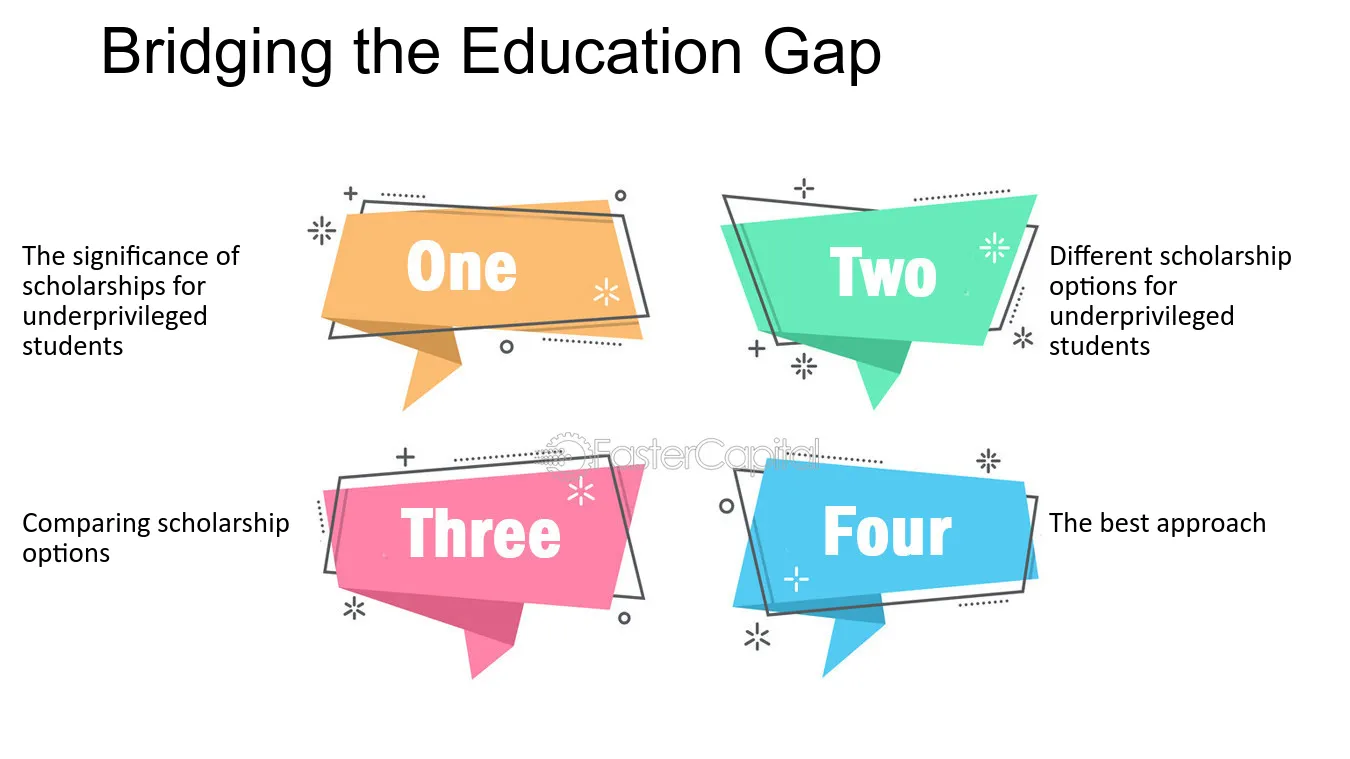 Bridging the Education Gap
The significance of
scholarships for
underprivileged
students
One
Two
Different scholarship
options for
underprivileged
students
FasterCapital
Comparing scholarship
options
Three
Four
The best approach